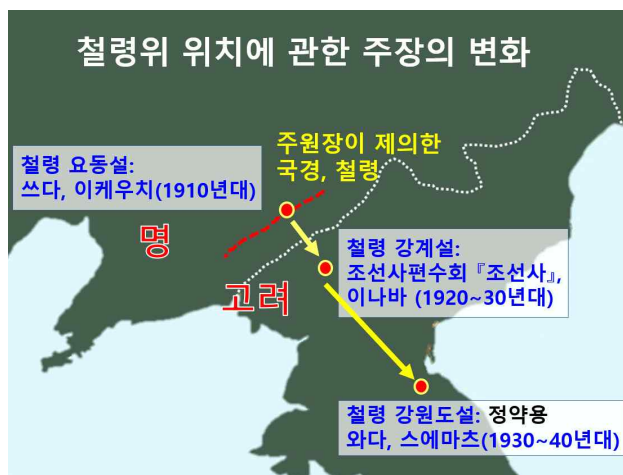 철령위 위치에 관한 주장의 변화
주원장이 제의한
국경, 철령
철령 요동설:
쓰다, 이케우치(1910년대)
명
고려
철령 강계설:
조선사편수회 『조선사』,
이나바 (1920~30년대)
철령 강원도설: 정약용
와다, 스에마츠(1930~40년대)